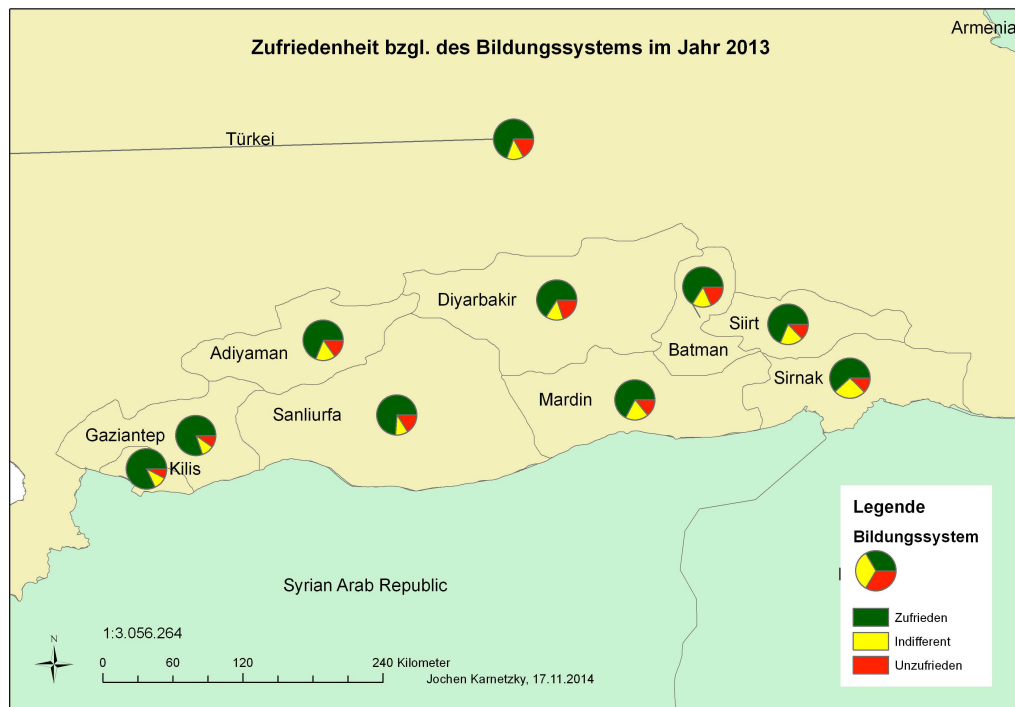 Armenia
Zufriedenheit bzgl. des Bildungssystems im Jahr 2013
Türkei
Diyarbakir
Siirt
Adiyaman
Batman
Sirnak
Mardin
Sanliurfa
Gaziantep
Kilis
Legende
Bildungssystem
Syrian Arab Republic
Zufrieden
N
1:3.056.264
Indifferent
0 60 120 240 Kilometer
Unzufrieden
Jochen Karnetzky, 17.11.2014